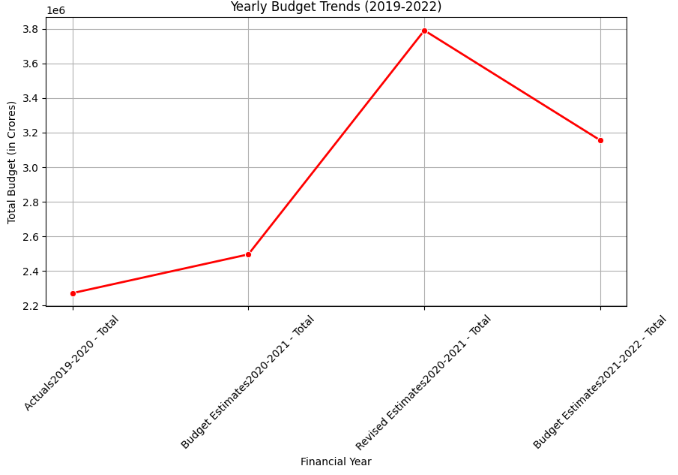 Yearly Budget Trends (2019-2022)
1e6
3.8
3.6
3.4
3.2
3.0
2.8
2.6
2.4
2.2
Total Budget (in Crores)
Actuals2019-2020 - Total
Budget Estimates2020-2021 - Total
Revised Estimates2020-2021 - Total
Budget Estimates2021-2022 - Total
Financial Year